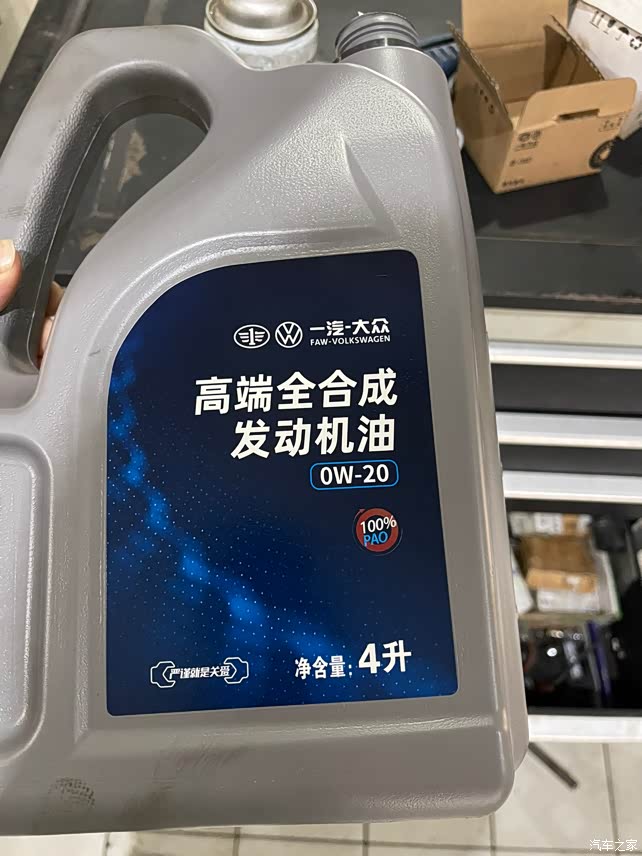 一汽-大众
FAW-VOLKSWAGEN
高端全合成
发动机油
0W-20
100%
PAO
严谨就是关爱
净含量:4升
汽车之家